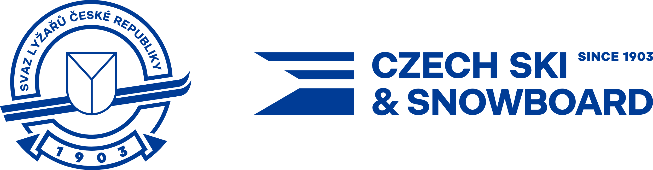 SVAZ LYŽAŘŮ ČESKÉ REPUBLIKY
1903
CZECH SKI SINCE 1903
& SNOWBOARD